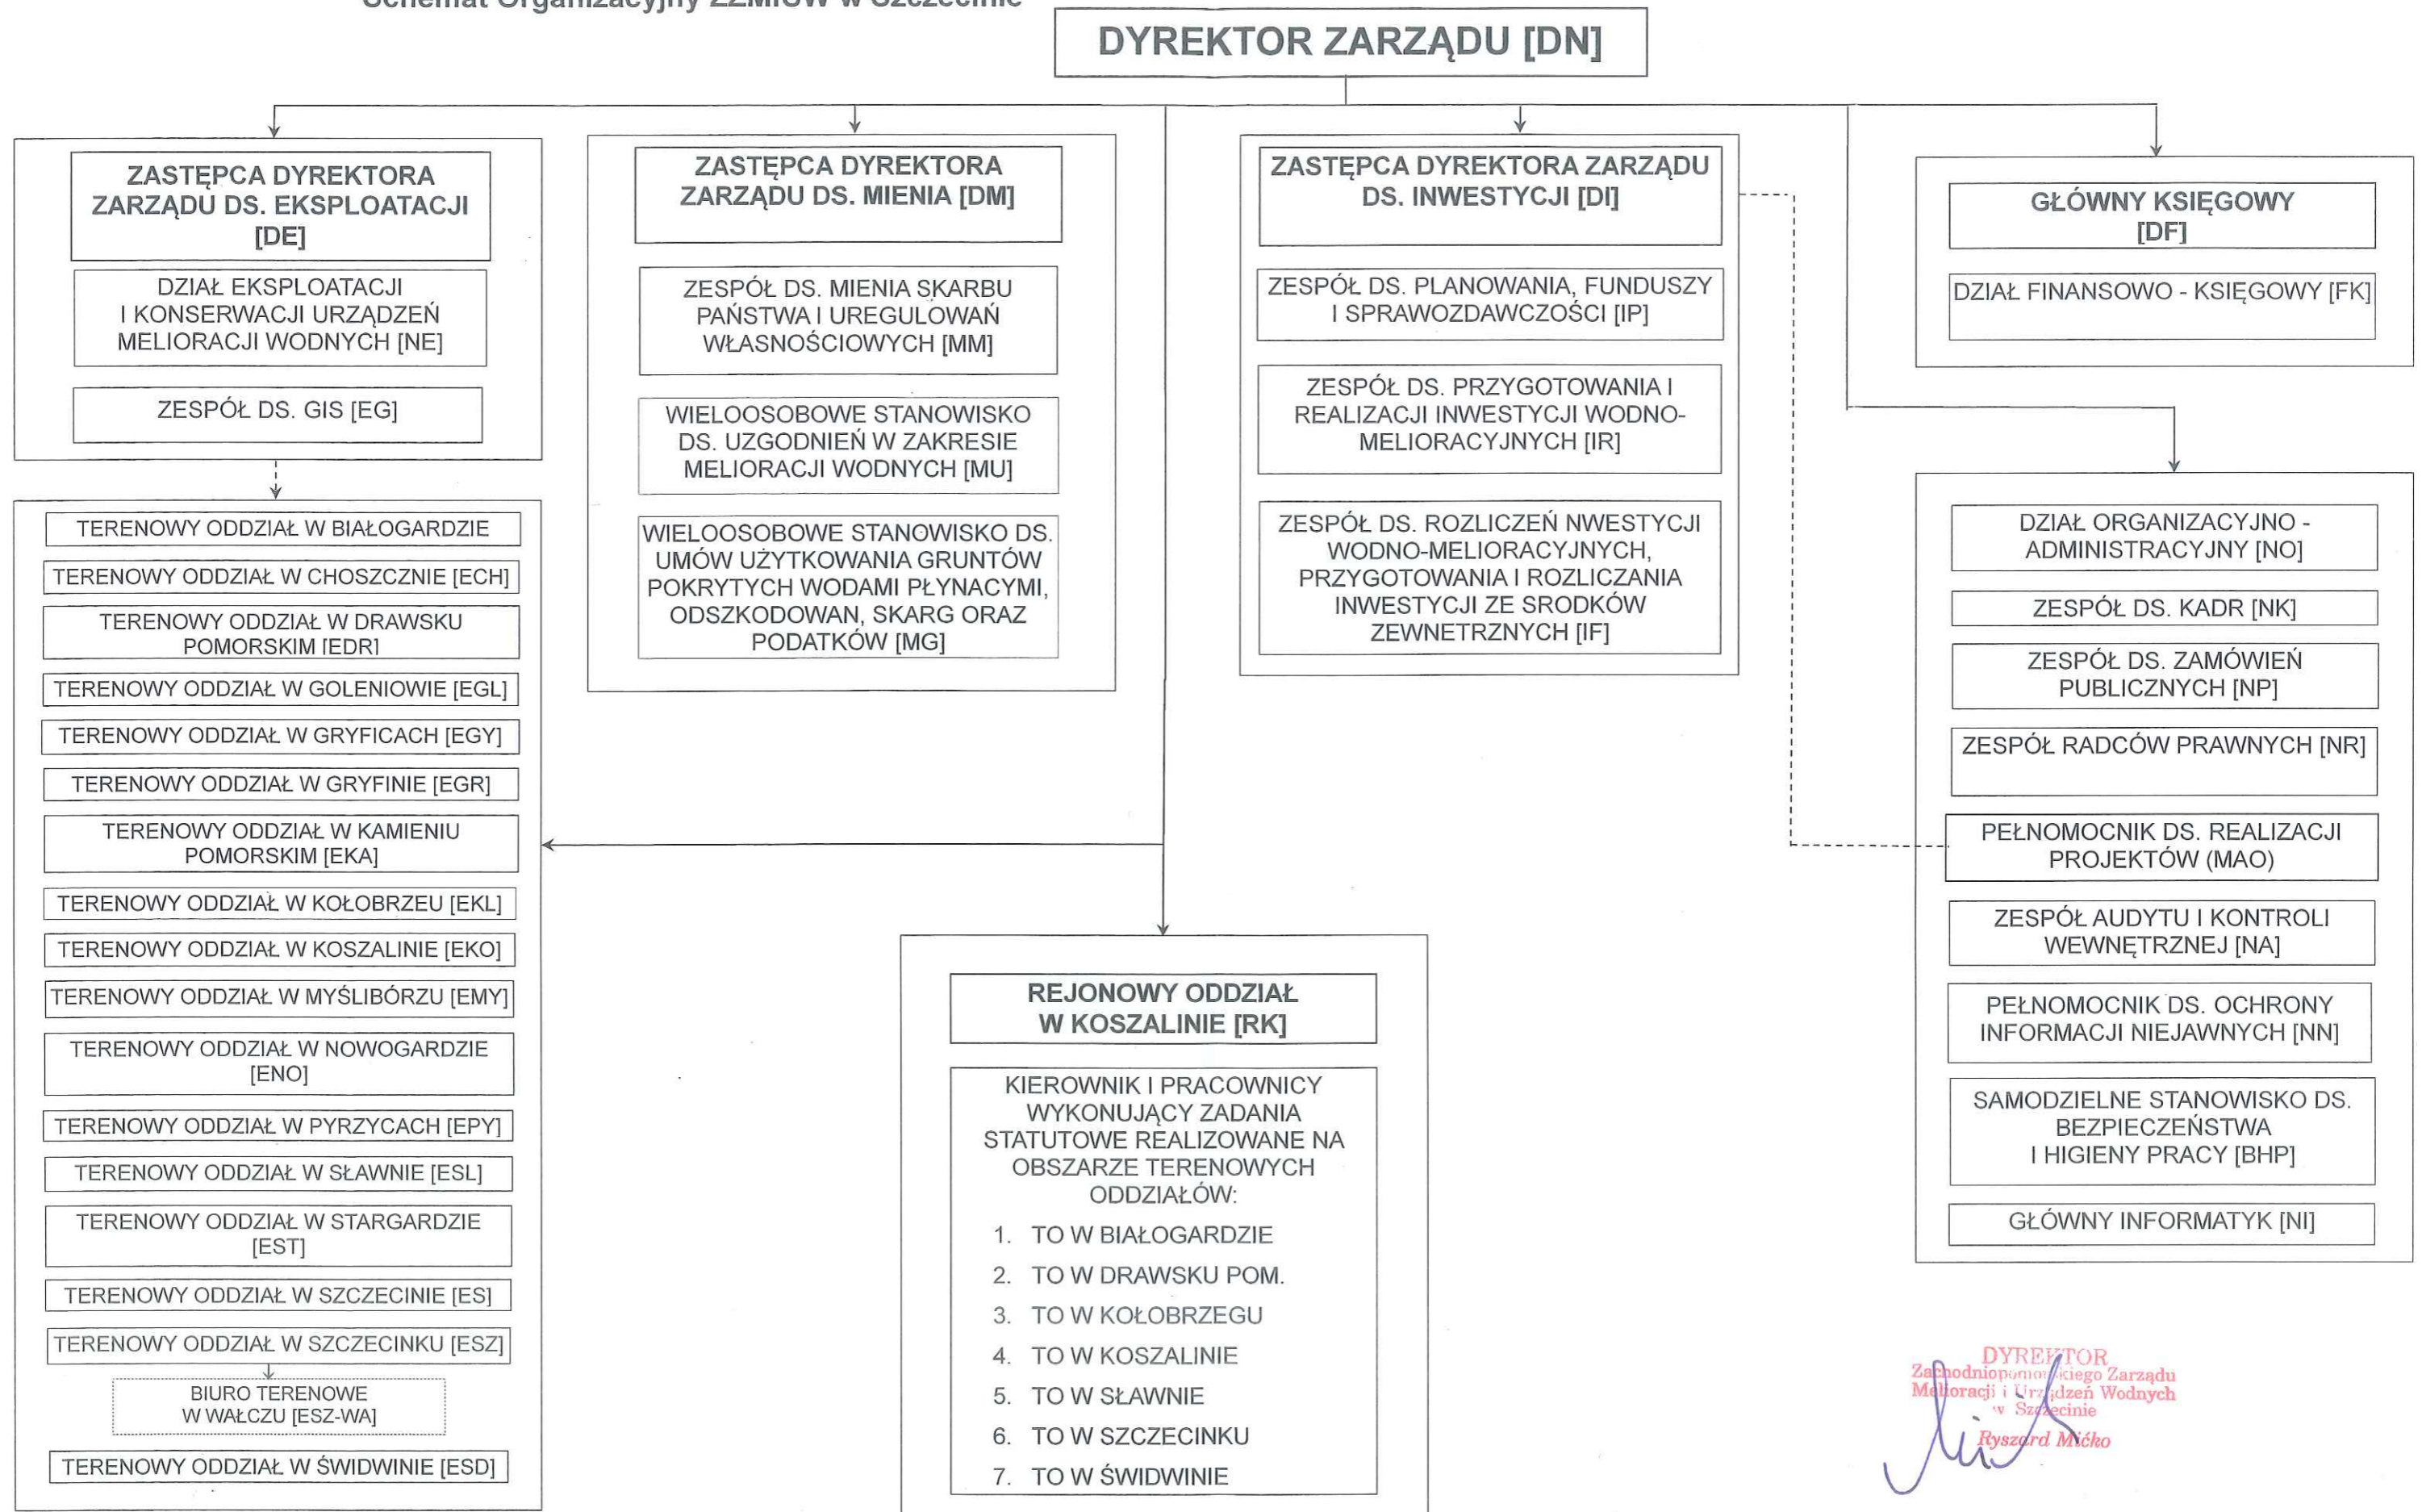 Schemat Organizacyjny ZZMiUW w Szczecinie
DYREKTOR ZARZĄDU [DN]
ZASTĘPCA DYREKTORA
ZARZĄDU DS. EKSPLOATACJI
[DE]
DZIAŁ EKSPLOATACJI
I KONSERWACJI URZĄDZEŃ
MELIORACJI WODNYCH [NE]
ZESPÓŁ DS. GIS [EG]
TERENOWY ODDZIAŁ W BIAŁOGARDZIE
TERENOWY ODDZIAŁ W CHOSZCZNIE [ECH]
TERENOWY ODDZIAŁ W DRAWSKU
POMORSKIM [EDR]
TERENOWY ODDZIAŁ W GOLENIOWIE [EGL]
TERENOWY ODDZIAŁ W GRYFICACH [EGY]
TERENOWY ODDZIAŁ W GRYFINIE [EGR]
TERENOWY ODDZIAŁ W KAMIENIU
POMORSKIM [EKA]
TERENOWY ODDZIAŁ W KOŁOBRZEU [EKL]
TERENOWY ODDZIAŁ W KOSZALINIE [EKO]
TERENOWY ODDZIAŁ W MYŚLIBÓRZU [EMY]
TERENOWY ODDZIAŁ W NOWOGARDZIE
[ENO]
TERENOWY ODDZIAŁ W PYRZYCACH [EPY]
TERENOWY ODDZIAŁ W SŁAWNIE [ESL]
TERENOWY ODDZIAŁ W STARGARDZIE
[EST]
TERENOWY ODDZIAŁ W SZCZECINIE [ES]
TERENOWY ODDZIAŁ W SZCZECINKU [ESZ]
BIURO TERENOWE
W WAŁCZU [ESZ-WA]
TERENOWY ODDZIAŁ W ŚWIDWINIE [ESD]
ZASTĘPCA DYREKTORA
ZARZĄDU DS. MIENIA [DM]
ZESPÓŁ DS. MIENIA SKARBU
PAŃSTWA I UREGULOWAŃ
WŁASNOŚCIOWYCH [MM]
WIELOOSOBOWE STANOWISKO
DS. UZGODNIEŃ W ZAKRESIE
MELIORACJI WODNYCH [MU]
WIELOOSOBOWE STANOWISKO DS.
UMÓW UŻYTKOWANIA GRUNTÓW
POKRYTYCH WODAMI PŁYNACYMI,
ODSZKODOWAN, SKARG ORAZ
PODATKÓW [MG]
ZASTĘPCA DYREKTORA ZARZĄDU
DS. INWESTYCJI [DI]
ZESPÓŁ DS. PLANOWANIA, FUNDUSZY
I SPRAWOZDAWCZOŚCI [IP]
ZESPÓŁ DS. PRZYGOTOWANIA I
REALIZACJI INWESTYCJI WODNO-
MELIORACYJNYCH [IR]
ZESPÓŁ DS. ROZLICZEŃ NWESTYCJI
WODNO-MELIORACYJNYCH,
PRZYGOTOWANIA I ROZLICZANIA
INWESTYCJI ZE SRODKÓW
ZEWNETRZNYCH [IF]
REJONOWY ODDZIAŁ
W KOSZALINIE [RK]
KIEROWNIK I PRACOWNICY
WYKONUJĄCY ZADANIA
STATUTOWE REALIZOWANE NA
OBSZARZE TERENOWYCH
ODDZIAŁÓW:
1. TO W BIAŁOGARDZIE
2. TO W DRAWSKU POM.
3. TO W KOŁOBRZEGU
4. TO W KOSZALINIE
5. TO W SŁAWNIE
6. TO W SZCZECINKU
7. TO W ŚWIDWINIE
GŁÓWNY KSIĘGOWY
[DF]
DZIAŁ FINANSOWO - KSIĘGOWY [FK]
DZIAŁ ORGANIZACYJNO -
ADMINISTRACYJNY [NO]
ZESPÓŁ DS. KADR [NK]
ZESPÓŁ DS. ZAMÓWIEŃ
PUBLICZNYCH [NP]
ZESPÓŁ RADCÓW PRAWNYCH [NR]
PEŁNOMOCNIK DS. REALIZACJI
PROJEKTÓW (MAO)
ZESPÓŁ AUDYTU I KONTROLI
WEWNĘTRZNEJ [NA]
PEŁNOMOCNIK DS. OCHRONY
INFORMACJI NIEJAWNYCH [NN]
SAMODZIELNE STANOWISKO DS.
BEZPIECZEŃSTWA
I HIGIENY PRACY [BHP]
GŁÓWNY INFORMATYK [NI]
DYREKTOR
Zachodniopomorskiego Zarządu
Melioracji i Urządzeń Wodnych
w Szczecinie
Ryszard Mićko